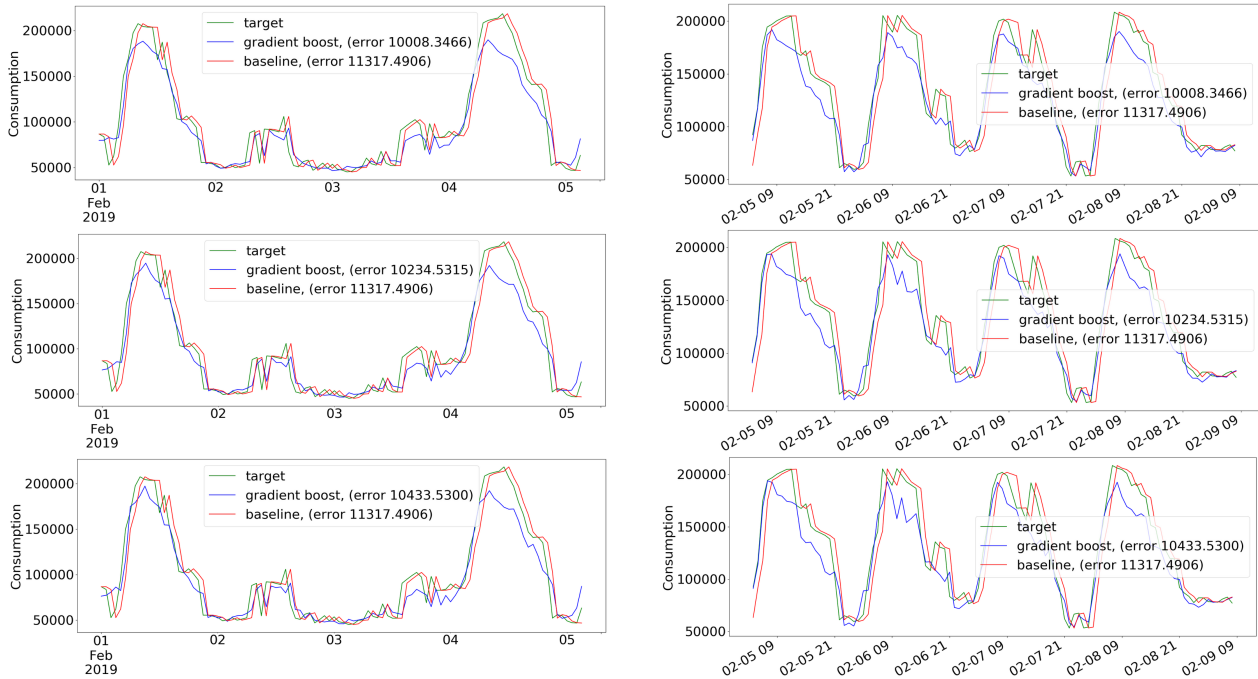 Consumption
200000
150000
100000
50000
target
gradient boost, (error 10008.3466)
baseline, (error 11317.4906)
01 02 03 04 05
Feb
2019
Consumption
200000
150000
100000
50000
target
gradient boost, (error 10008.3466)
baseline, (error 11317.4906)
02-05 09 02-05 21 02-06 09 02-06 21 02-07 09 02-07 21 02-08 09 02-08 21 02-09 09
Consumption
200000
150000
100000
50000
target
gradient boost, (error 10234.5315)
baseline, (error 11317.4906)
01 02 03 04 05
Feb
2019
Consumption
200000
150000
100000
50000
target
gradient boost, (error 10234.5315)
baseline, (error 11317.4906)
02-05 09 02-05 21 02-06 09 02-06 21 02-07 09 02-07 21 02-08 09 02-08 21 02-09 09
Consumption
200000
150000
100000
50000
target
gradient boost, (error 10433.5300)
baseline, (error 11317.4906)
01 02 03 04 05
Feb
2019
Consumption
200000
150000
100000
50000
target
gradient boost, (error 10433.5300)
baseline, (error 11317.4906)
02-05 09 02-05 21 02-06 09 02-06 21 02-07 09 02-07 21 02-08 09 02-08 21 02-09 09